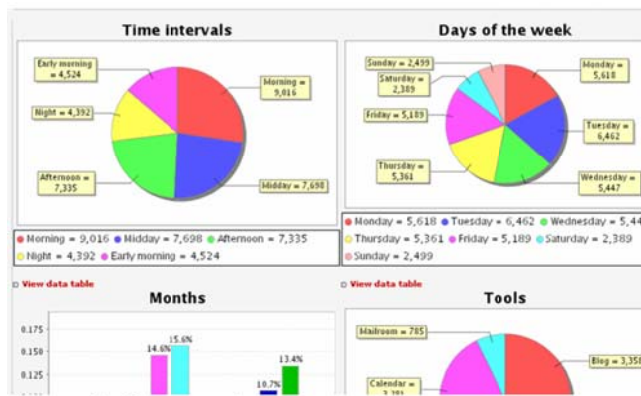 Time intervals
Early morning
= 4,524
Morning =
9,016
Night = 4,392
Afternoon =
7,335
Midday = 7,698
Morning = 9,016 Midday = 7,698 Afternoon = 7,335
Night = 4,392 Early morning = 4,524
Days of the week
Sunday = 2,499
Saturday =
2,389
Monday =
5,618
Friday = 5,189
Tuesday =
6,462
Thursday =
5,361
Wednesday =
5,447
Monday = 5,618 Tuesday = 6,462 Wednesday = 5,44
Thursday = 5,361 Friday = 5,189 Saturday = 2,389
Sunday = 2,499
View data table
Months
0.175
0.150
0.125
14.6%
15.6%
10.7%
13.4%
View data table
Tools
Mailroom = 785
Blog = 3,358
Calendar =